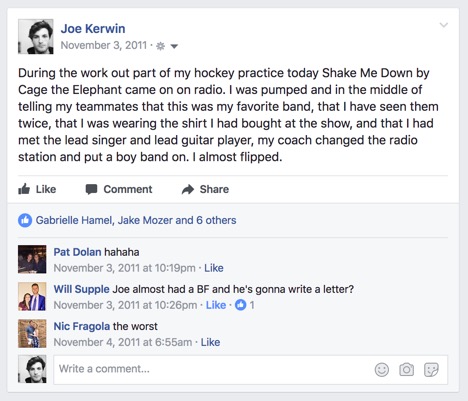 Joe Kerwin
November 3, 2011 ·
During the work out part of my hockey practice today Shake Me Down by
Cage the Elephant came on on radio. I was pumped and in the middle of
telling my teammates that this was my favorite band, that I have seen them
twice, that I was wearing the shirt I had bought at the show, and that I had
met the lead singer and lead guitar player, my coach changed the radio
station and put a boy band on. I almost flipped.
Like Comment Share
Gabrielle Hamel, Jake Mozer and 6 others
Pat Dolan hahaha
November 3, 2011 at 10:19pm · Like
Will Supple Joe almost had a BF and he's gonna write a letter?
November 3, 2011 at 10:26pm · Like · 1
Nic Fragola the worst
November 4, 2011 at 6:55am · Like
Write a comment...